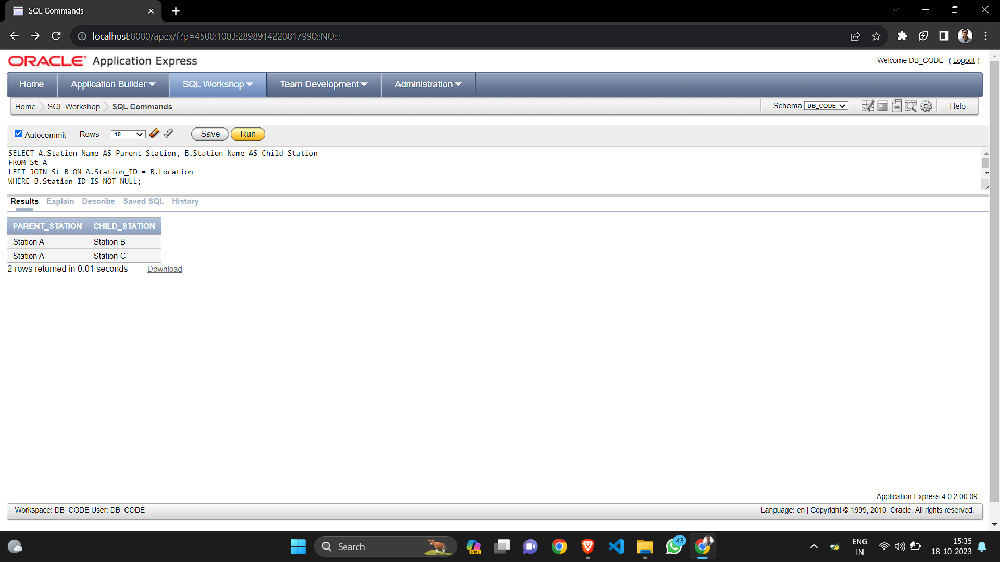 SQL Commands
localhost:8080/apex/f?p=4500:1003:2898914220817990::NO:::
ORACLE Application Express
Welcome DB_CODE ( Logout )
Home Application Builder SQL Workshop Team Development Administration
Home SQL Workshop SQL Commands
Schema DB_CODE Help
Autocommit Rows 10 Save Run
SELECT A.Station_Name AS Parent_Station, B.Station_Name AS Child_Station
FROM St A
LEFT JOIN St B ON A.Station_ID = B.Location
WHERE B.Station_ID IS NOT NULL;
Results Explain Describe Saved SQL History
PARENT_STATION CHILD_STATION
Station A Station B
Station A Station C
2 rows returned in 0.01 seconds Download
Application Express 4.0.2.00.09
Workspace: DB_CODE User: DB_CODE
Language: en | Copyright © 1999, 2010, Oracle. All rights reserved.
Search
PRE
43
ENG
IN
15:35
18-10-2023